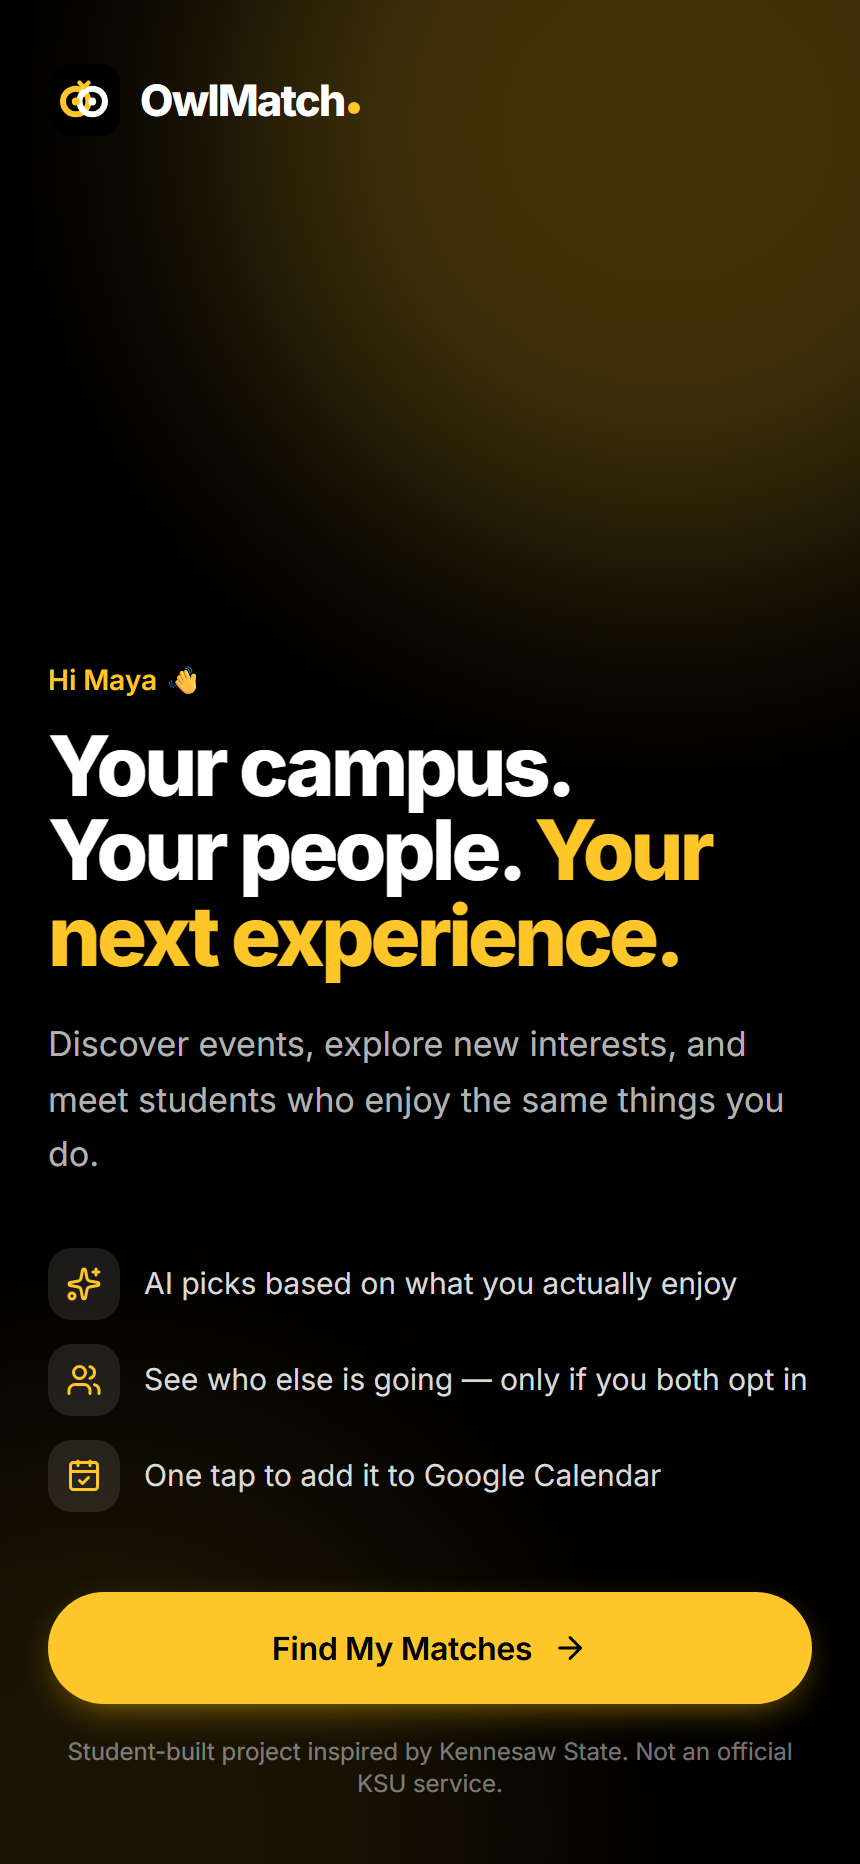 OwlMatch.
Hi Maya 👋
Your campus.
Your people. Your
next experience.
Discover events, explore new interests, and
meet students who enjoy the same things you
do.
AI picks based on what you actually enjoy
See who else is going — only if you both opt in
One tap to add it to Google Calendar
Find My Matches →
Student-built project inspired by Kennesaw State. Not an official
KSU service.